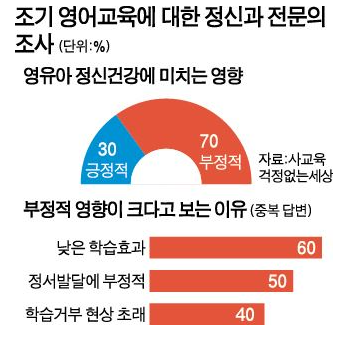 조기 영어교육에 대한 정신과 전문의
조사 (단위:%)
영유아 정신건강에 미치는 영향
30
긍정적
70
부정적
자료:사교육
걱정없는세상
부정적 영향이 크다고 보는 이유 (중복 답변)
낮은 학습효과 60
정서발달에 부정적 50
학습거부 현상 초래 40